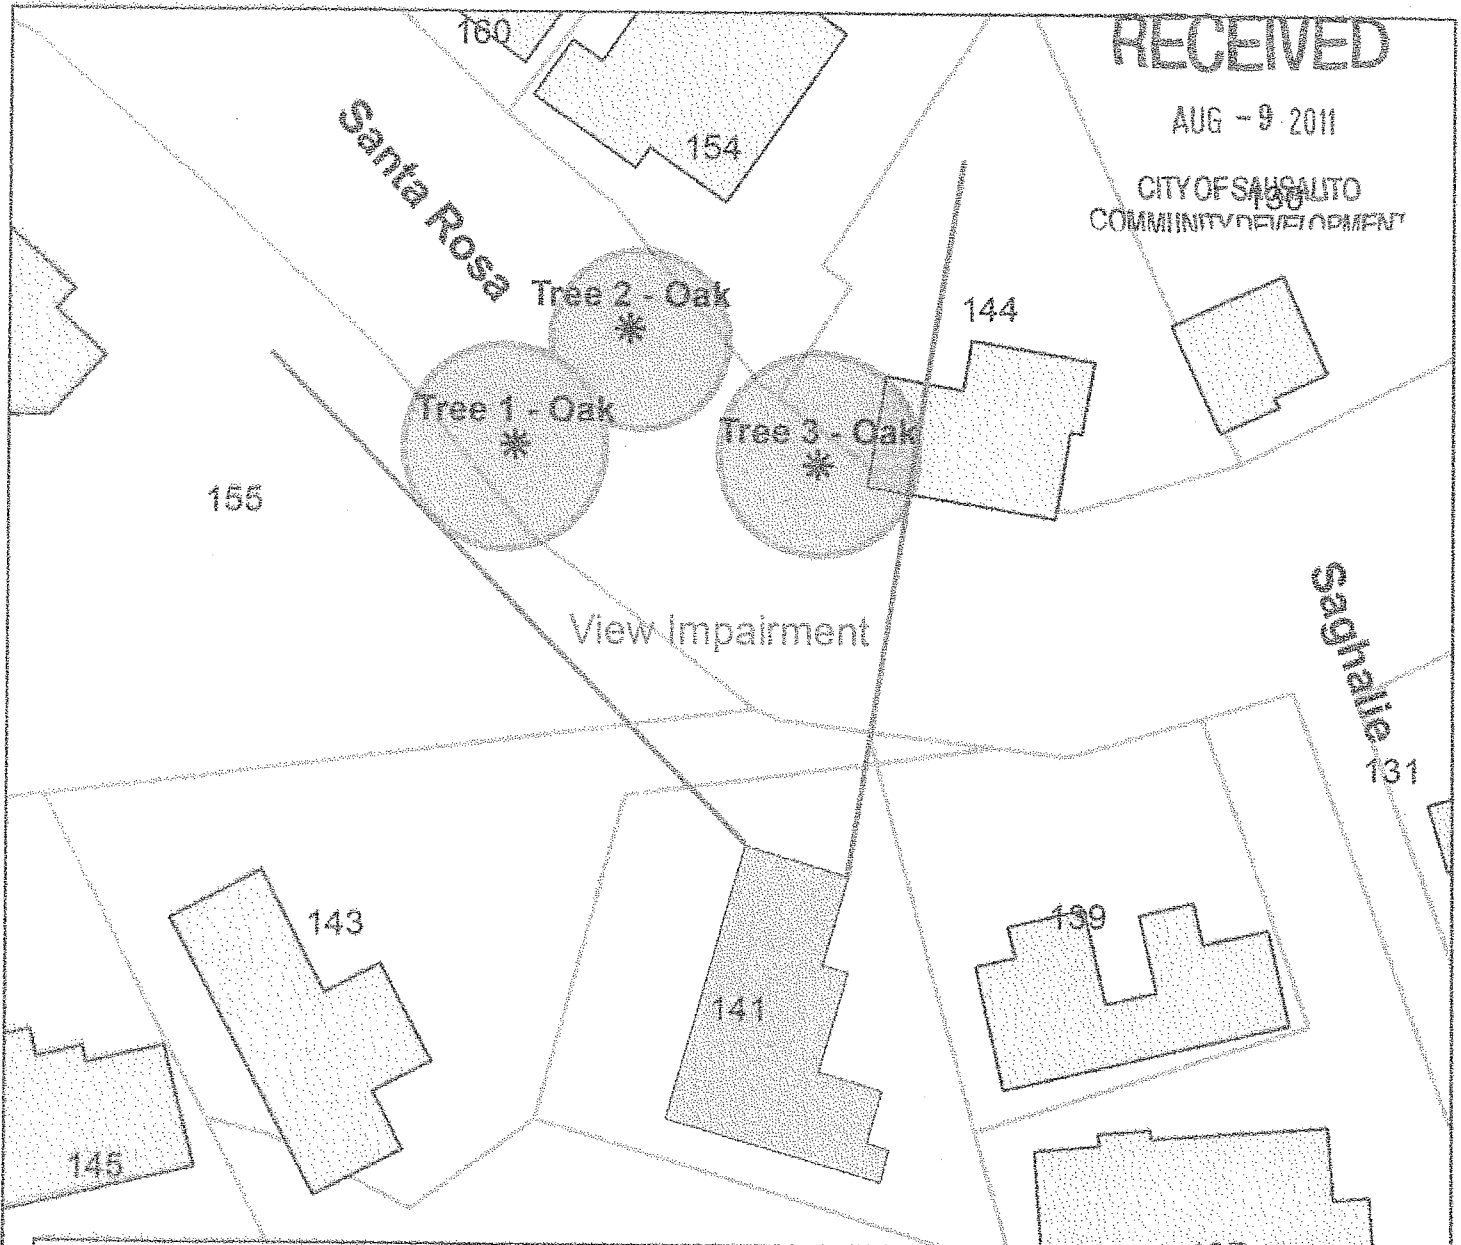 160
RECEIVED
AUG - 9 2011
154
CITY OF SAUSALITO
COMMUNITY DEVELOPMENT
Santa Rosa
Tree 2 - Oak
144
Tree 1 - Oak
Tree 3 - Oak
155
View Impairment
Saghalie
131
143
139
141
145